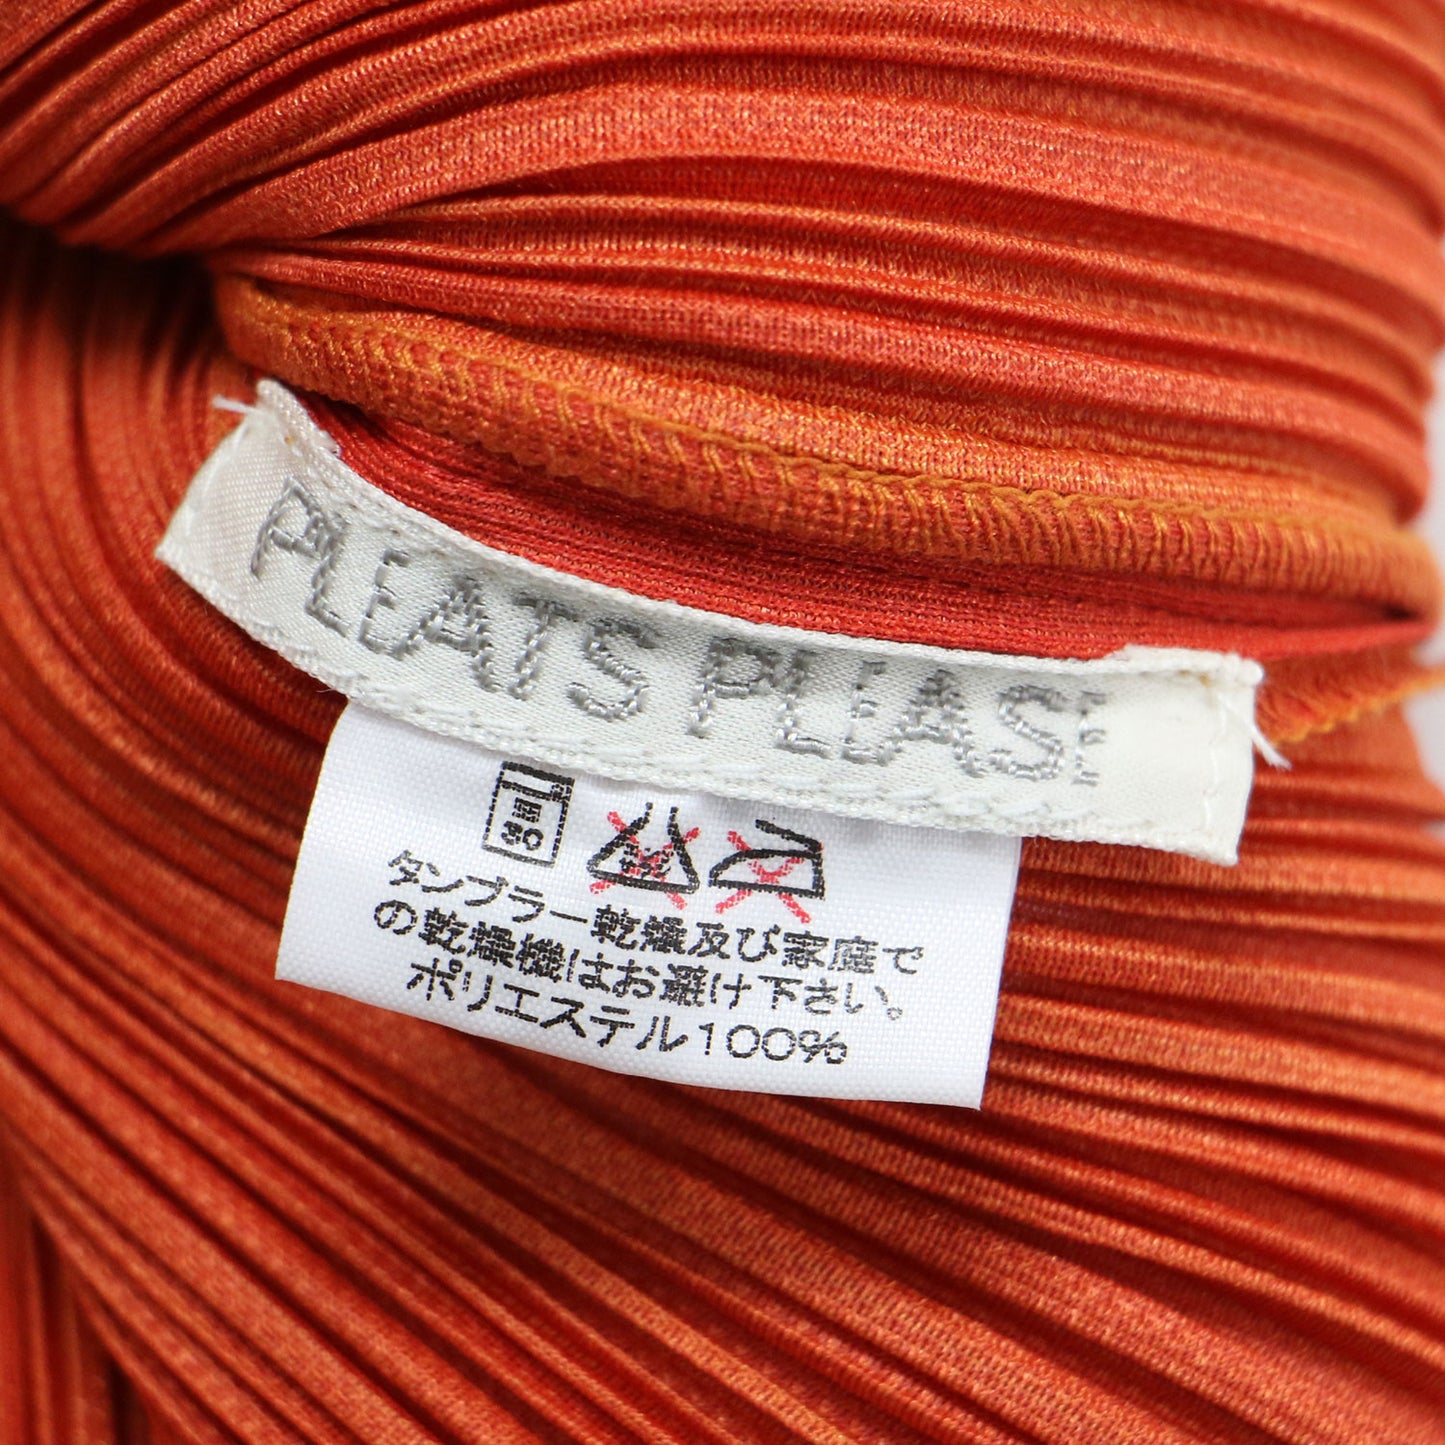 PLEATS PLEASE
タンブラー乾燥及び家庭で
の乾燥機はお避け下さい。
ポリエステル100%